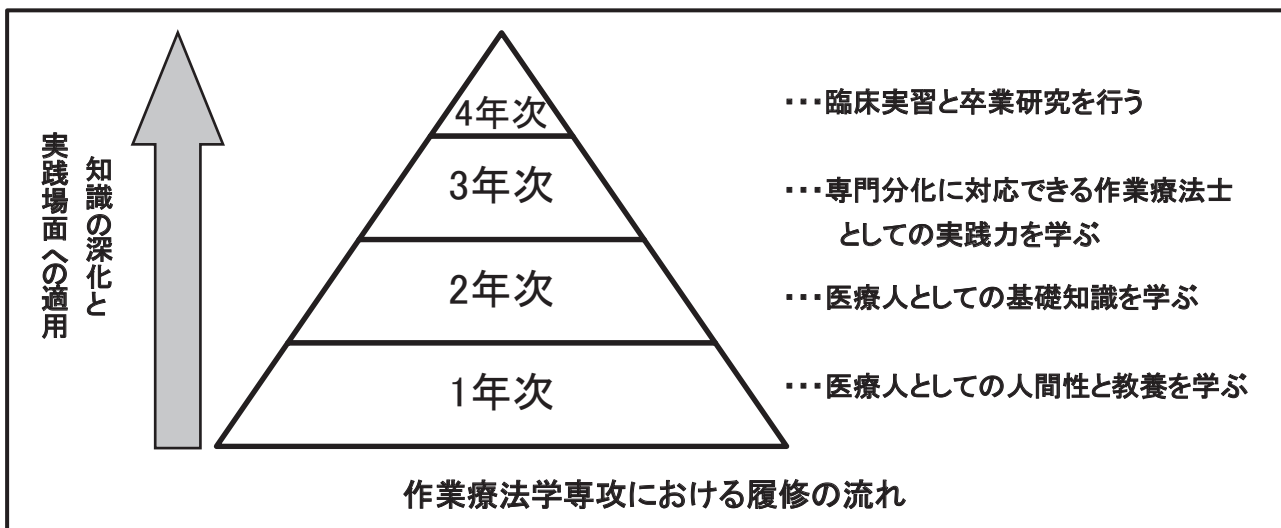 知識の深化と
実践場面への適用
4年次
・・・臨床実習と卒業研究を行う
3年次
・・・専門分化に対応できる作業療法士
としての実践力を学ぶ
2年次
・・・医療人としての基礎知識を学ぶ
1年次
・・・医療人としての人間性と教養を学ぶ
作業療法学専攻における履修の流れ